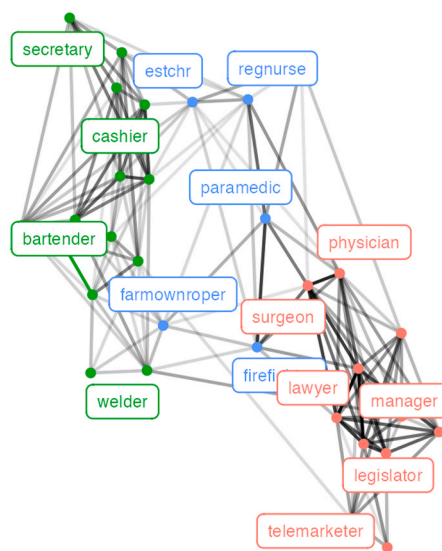 secretary
estchr
regnurse
cashier
paramedic
bartender
physician
farmownroper
surgeon
lawyer
manager
welder
legislator
telemarketer